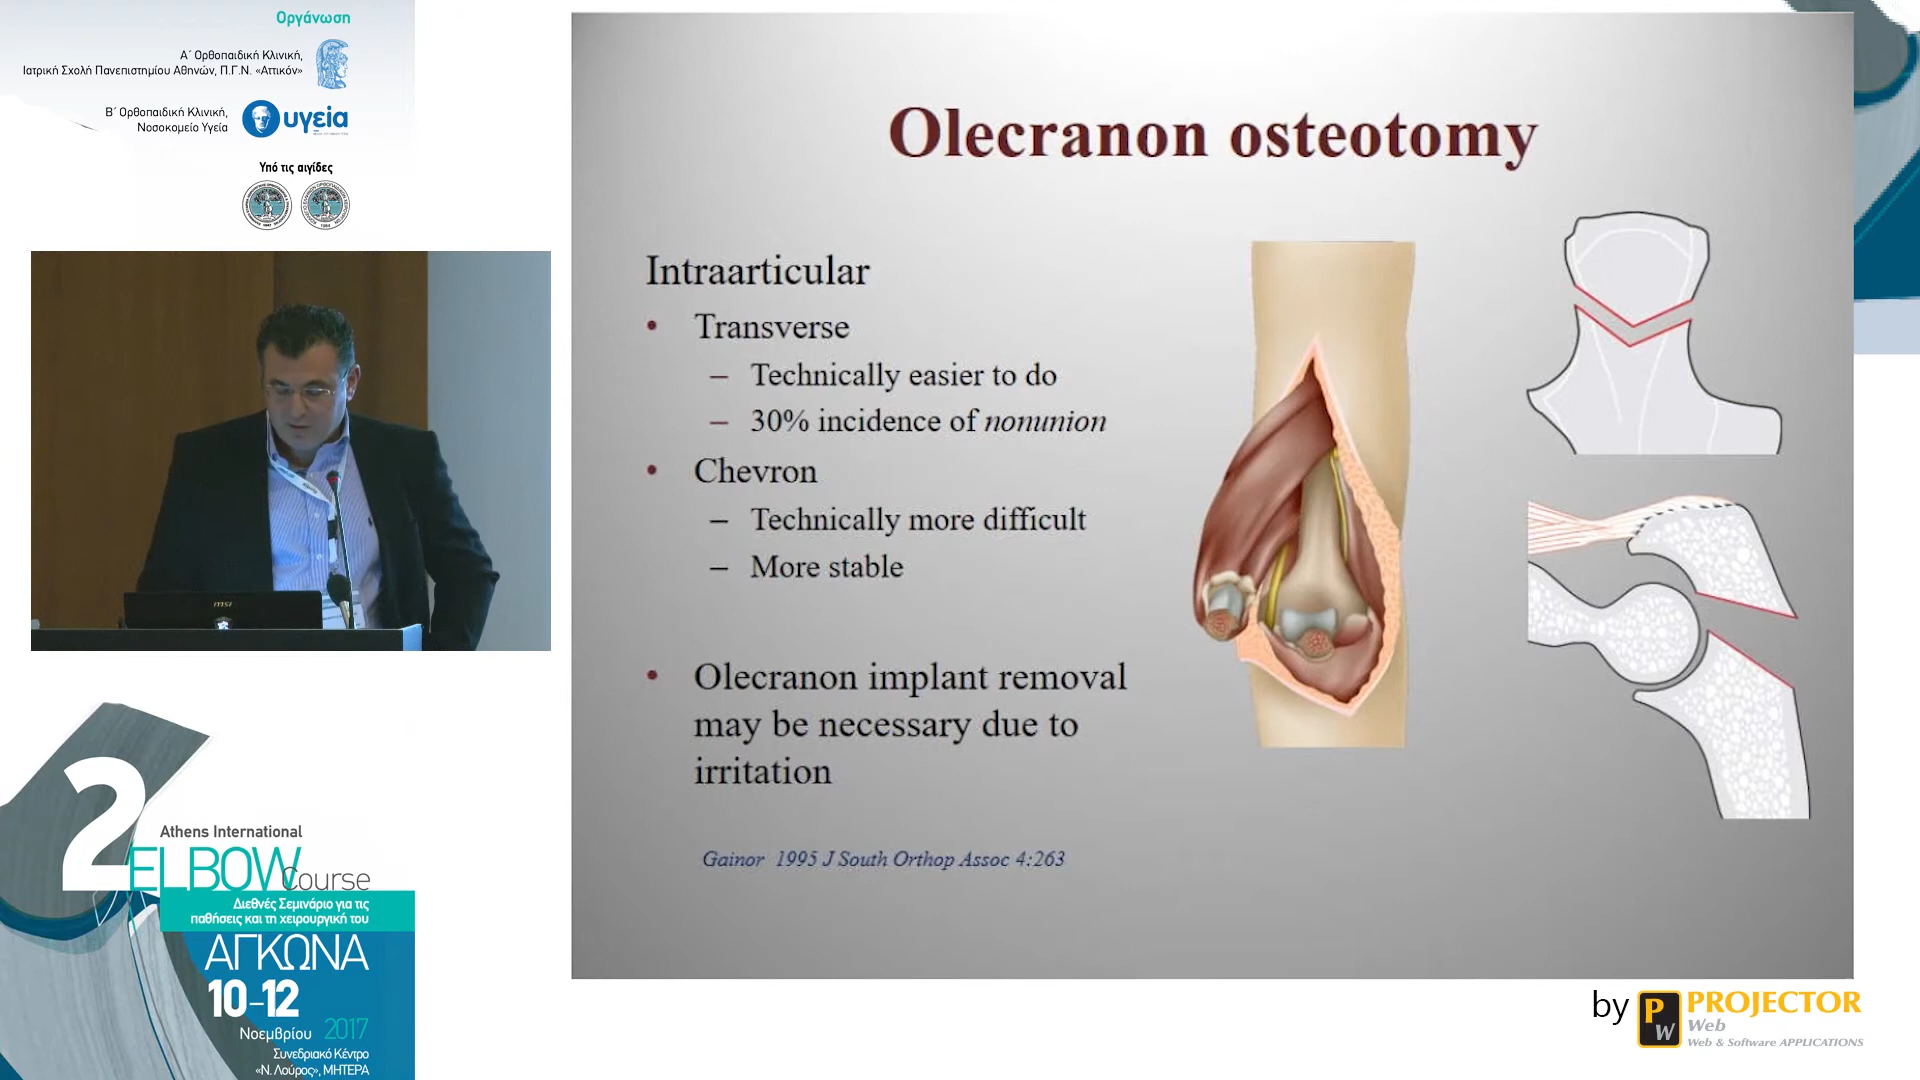 Οργάνωση
Α΄ Ορθοπαιδική Κλινική,
Ιατρική Σχολή Πανεπιστημίου Αθηνών, Π.Γ.Ν. «Αττικόν»
Β΄ Ορθοπαιδική Κλινική,
Νοσοκομείο Υγεία
υγεία
Υπό τις αιγίδες
msi
2
Athens International
ELBOW
Course
Διεθνές Σεμινάριο για τις
παθήσεις και τη χειρουργική του
ΑΓΚΩΝΑ
10-12
Νοεμβρίου 2017
Συνεδριακό Κέντρο
«Ν. Λούρος», ΜΗΤΕΡΑ
Olecranon osteotomy
Intraarticular
• Transverse
– Technically easier to do
– 30% incidence of nonunion
• Chevron
– Technically more difficult
– More stable
• Olecranon implant removal
may be necessary due to
irritation
Gainor 1995 J South Orthop Assoc 4:263
by PW PROJECTOR
Web
Web & Software APPLICATIONS